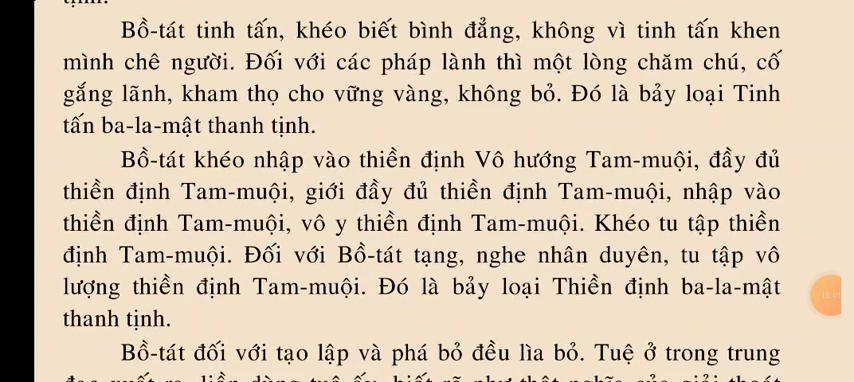 Bồ-tát tinh tấn, khéo biết bình đẳng, không vì tinh tấn khen
mình chê người. Đối với các pháp lành thì một lòng chăm chú, cố
gắng lãnh, kham thọ cho vững vàng, không bỏ. Đó là bảy loại Tinh
tấn ba-la-mật thanh tịnh.
Bồ-tát khéo nhập vào thiền định Vô hướng Tam-muội, đầy đủ
thiền định Tam-muội, giới đầy đủ thiền định Tam-muội, nhập vào
thiền định Tam-muội, vô y thiền định Tam-muội. Khéo tu tập thiền
định Tam-muội. Đối với Bồ-tát tạng, nghe nhân duyên, tu tập vô
lượng thiền định Tam-muội. Đó là bảy loại Thiền định ba-la-mật
thanh tịnh.
Bồ-tát đối với tạo lập và phá bỏ đều lìa bỏ. Tuệ ở trong trung